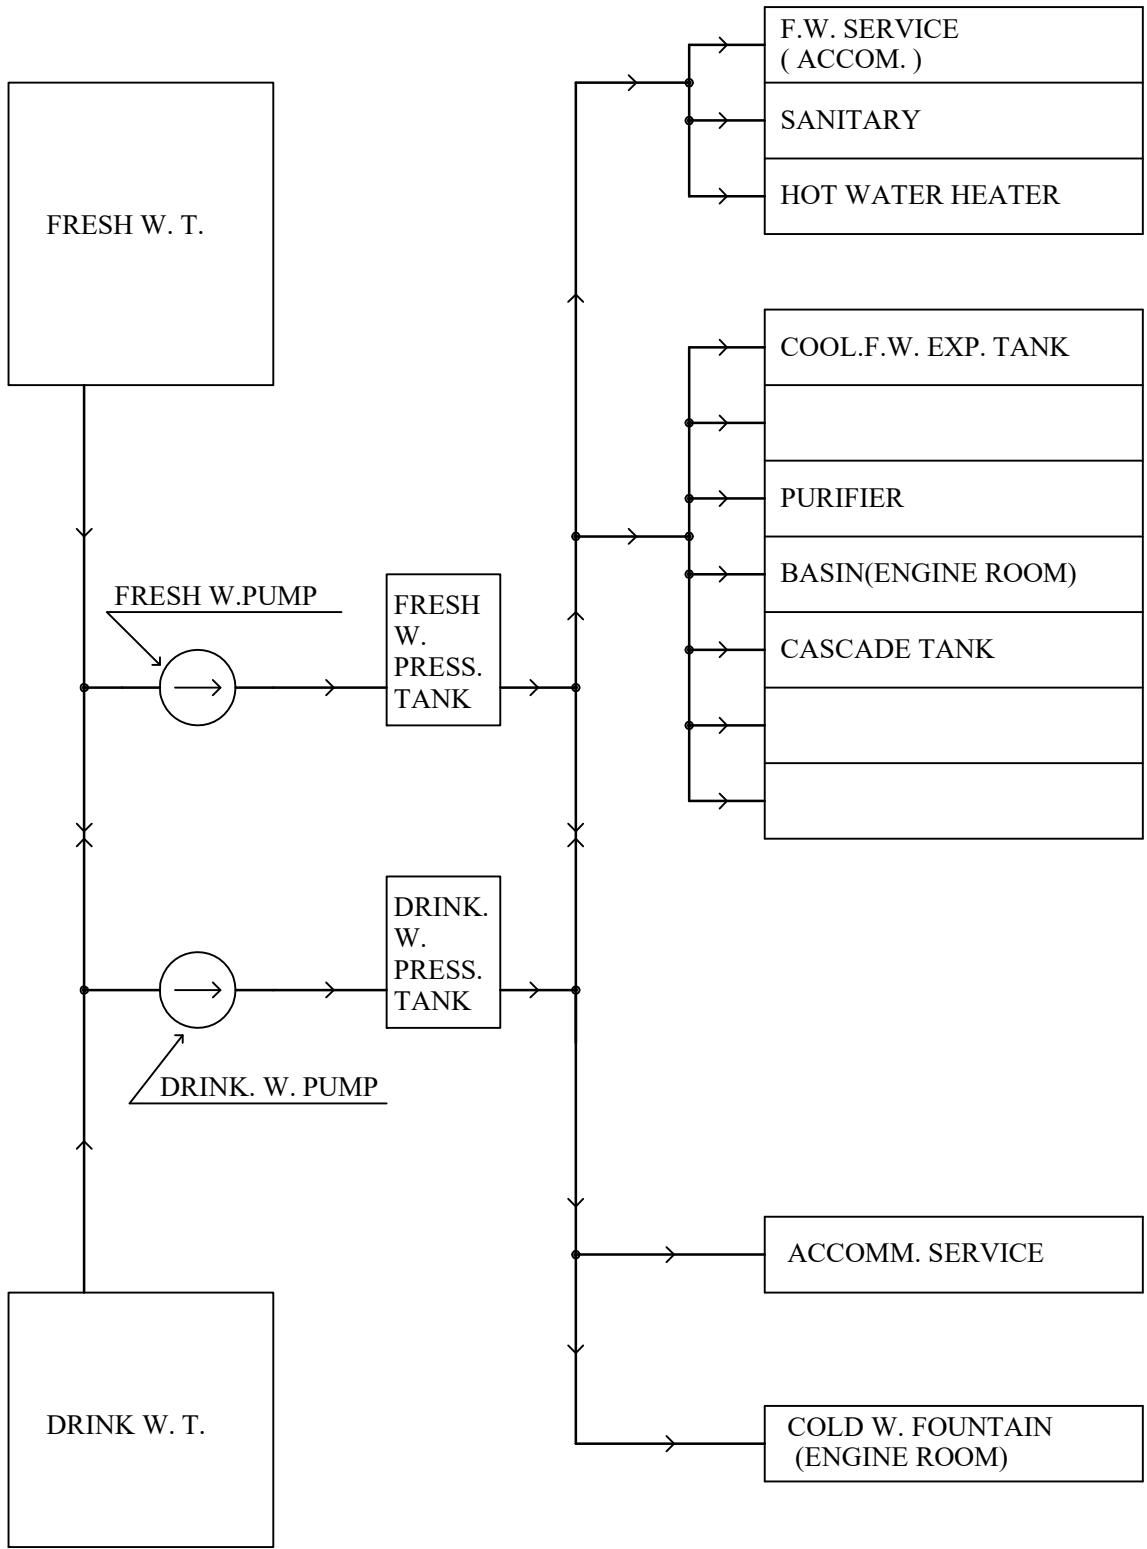 F.W. SERVICE
( ACCOM. )
SANITARY
HOT WATER HEATER
FRESH W. T.
COOL.F.W. EXP. TANK
PURIFIER
BASIN(ENGINE ROOM)
CASCADE TANK
FRESH W.PUMP
FRESH
W.
PRESS.
TANK
DRINK.
W.
PRESS.
TANK
DRINK. W. PUMP
ACCOMM. SERVICE
DRINK W. T.
COLD W. FOUNTAIN
(ENGINE ROOM)